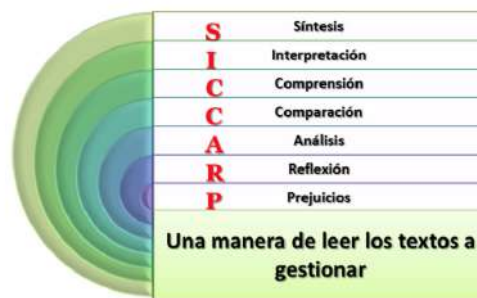 S Síntesis
I Interpretación
C Comprensión
C Comparación
A Análisis
R Reflexión
P Prejuicios
Una manera de leer los textos a
gestionar